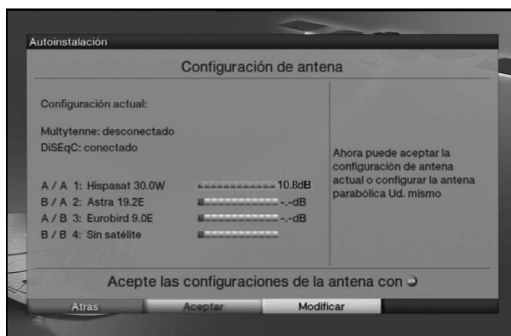 Autoinstalación
Configuración de antena
Configuración actual:
Multytenne: desconectado
DiSEqC: conectado
A / A 1: Hispasat 30.0W 10.8dB
B / A 2: Astra 19.2E -.-dB
A / B 3: Eurobird 9.0E -.-dB
B / B 4: Sin satélite
Ahora puede aceptar la
configuración de antena
actual o configurar la antena
parabólica Ud. mismo
Acepte las configuraciones de la antena con
Atras Aceptar Modificar